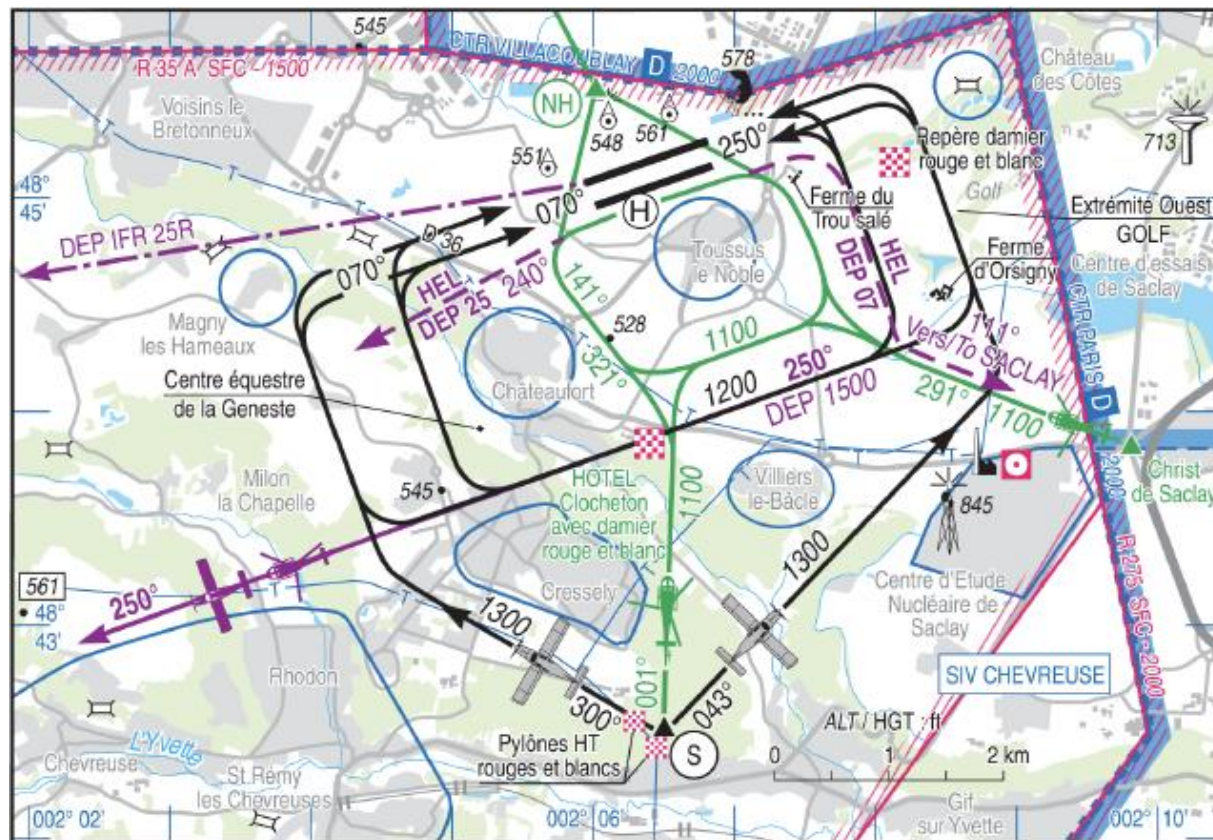 545
R 35 A SFC - 1500
CTR VILLACOUBLAY D 2000
578
Château
des Côtes
Voisins le
Bretonneux
NH
548
561
551
250°
Repère damier
rouge et blanc
713
48°
45'
070°
H
Ferme du
Trou salé
Golf
Extrémité Ouest
GOLF
DEP IFR 25R
D 36
Toussus
le Noble
Ferme
d'Orsigny
Centre d'essais
de Saclay
070°
HEL
DEP 25 240°
141°
HEL
DEP 07
CTR PARIS D 2000
Magny
les Hameaux
528
321°
1100
111°
Vers/To SACLAY
Centre équestre
de la Geneste
Châteaufort
1200
250°
DEP 1500
291°
1100
Milon
la Chapelle
545
HOTEL
Clocheton
avec damier
rouge et blanc
1100
Villiers
le-Bâcle
845
Christ
de Saclay
561
48°
43'
250°
Cressely
1300
Centre d'Etude
Nucléaire de
Saclay
R 275 SFC - 2000
1300
Rhodon
001°
043°
SIV CHEVREUSE
300°
ALT / HGT : ft
Pylônes HT
rouges et blancs
S
0
2 km
L'Yvette
Chevreuse
St. Rémy
les Chevreuses
Gif
sur Yvette
002° 02'
002° 06'
002° 10'